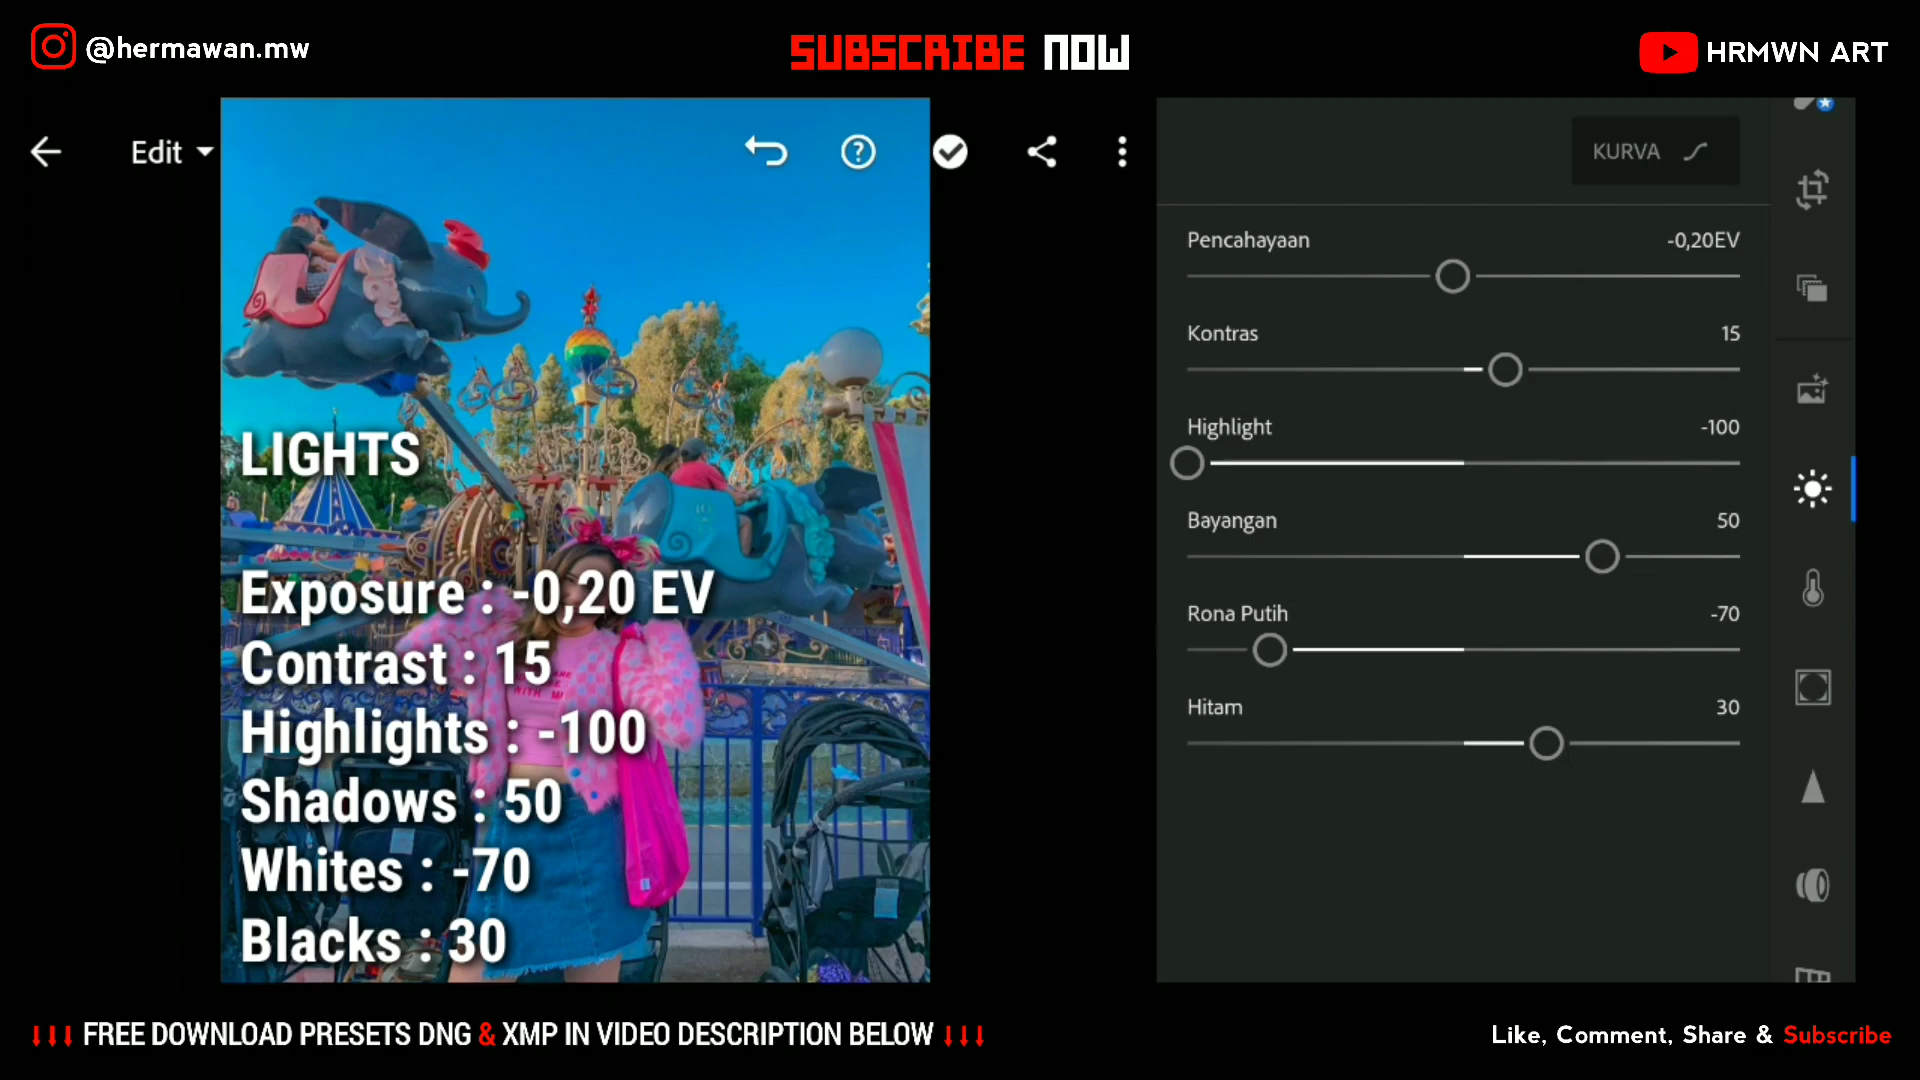 @hermawan.mw
SUBSCRIBE NOW
HRMWN ART
Edit
KURVA
Pencahayaan -0,20EV
Kontras 15
Highlight -100
Bayangan 50
Rona Putih -70
Hitam 30
LIGHTS
Exposure : -0,20 EV
Contrast : 15
Highlights : -100
Shadows : 50
Whites : -70
Blacks : 30
↓↓↓ FREE DOWNLOAD PRESETS DNG & XMP IN VIDEO DESCRIPTION BELOW ↓↓↓
Like, Comment, Share & Subscribe